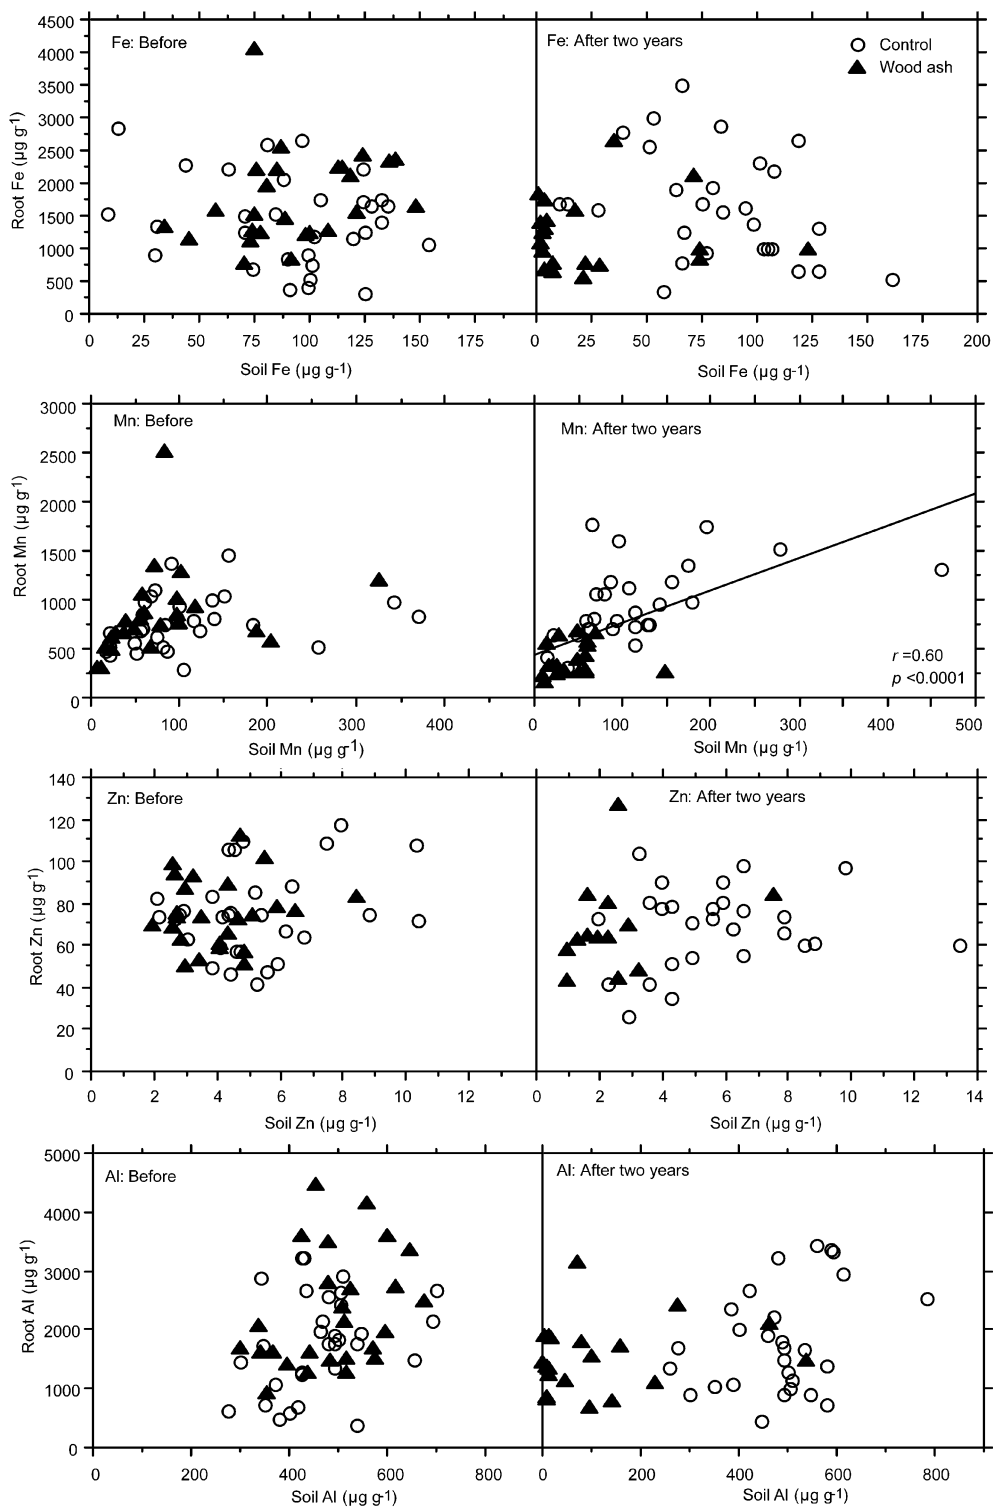 Fe: Before
Fe: After two years
Control
Wood ash
Root Fe (µg g-1)
4500
4000
3500
3000
2500
2000
1500
1000
500
0
0 25 50 75 100 125 150 175
0 25 50 75 100 125 150 175 200
Soil Fe (µg g-1)
Soil Fe (µg g-1)
Mn: Before
Mn: After two years
Root Mn (µg g-1)
3000
2500
2000
1500
1000
500
0
r =0.60
p <0.0001
0 100 200 300 400
0 100 200 300 400 500
Soil Mn (µg g-1)
Soil Mn (µg g-1)
Zn: Before
Zn: After two years
Root Zn (µg g-1)
140
120
100
80
60
40
20
0
0 2 4 6 8 10 12
0 2 4 6 8 10 12 14
Soil Zn (µg g-1)
Soil Zn (µg g-1)
Al: Before
Al: After two years
Root Al (µg g-1)
5000
4000
3000
2000
1000
0
0 200 400 600 800
0 200 400 600 800
Soil Al (µg g-1)
Soil Al (µg g-1)